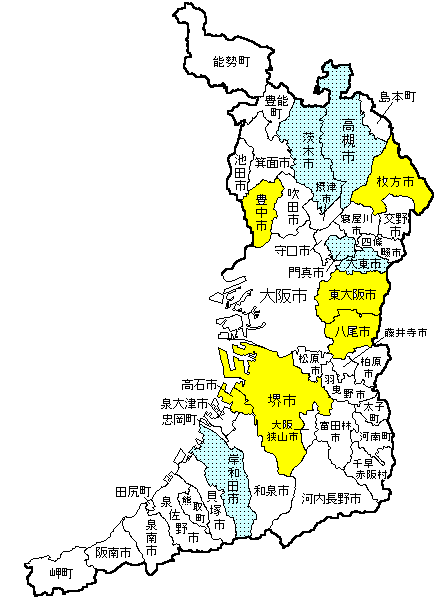 能勢町
豊能町
島本町
茨木市
高槻市
池田市
箕面市
摂津市
枚方市
豊中市
吹田市
寝屋川
交野市
守口市
四條畷市
門真市
大東市
大阪市
東大阪市
八尾市
藤井寺市
松原市
柏原市
羽曳野市
高石市
堺市
太子町
泉大津市
忠岡町
大阪狭山市
富田林市
河南町
岸和田市
千早赤阪村
田尻町
泉佐野市
熊取町
貝塚市
和泉市
河内長野市
泉南市
阪南市
岬町